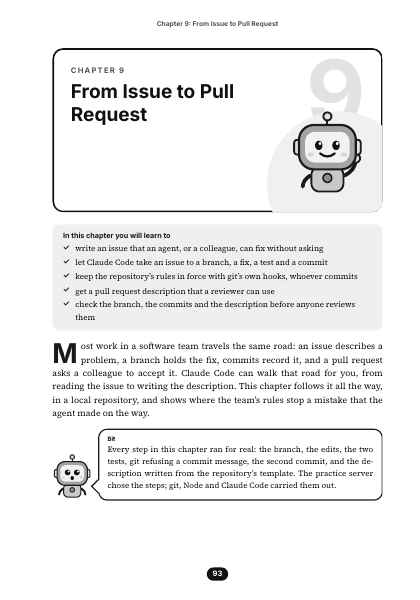 Chapter 9: From Issue to Pull Request
CHAPTER 9
9
From Issue to Pull
Request
In this chapter you will learn to
write an issue that an agent, or a colleague, can fix without asking
let Claude Code take an issue to a branch, a fix, a test and a commit
keep the repository's rules in force with git's own hooks, whoever commits
get a pull request description that a reviewer can use
check the branch, the commits and the description before anyone reviews
them
Most work in a software team travels the same road: an issue describes a
problem, a branch holds the fix, commits record it, and a pull request
asks a colleague to accept it. Claude Code can walk that road for you, from
reading the issue to writing the description. This chapter follows it all the way,
in a local repository, and shows where the team's rules stop a mistake that the
agent made on the way.
Bit
Every step in this chapter ran for real: the branch, the edits, the two
tests, git refusing a commit message, the second commit, and the de-
scription written from the repository's template. The practice server
chose the steps; git, Node and Claude Code carried them out.
93